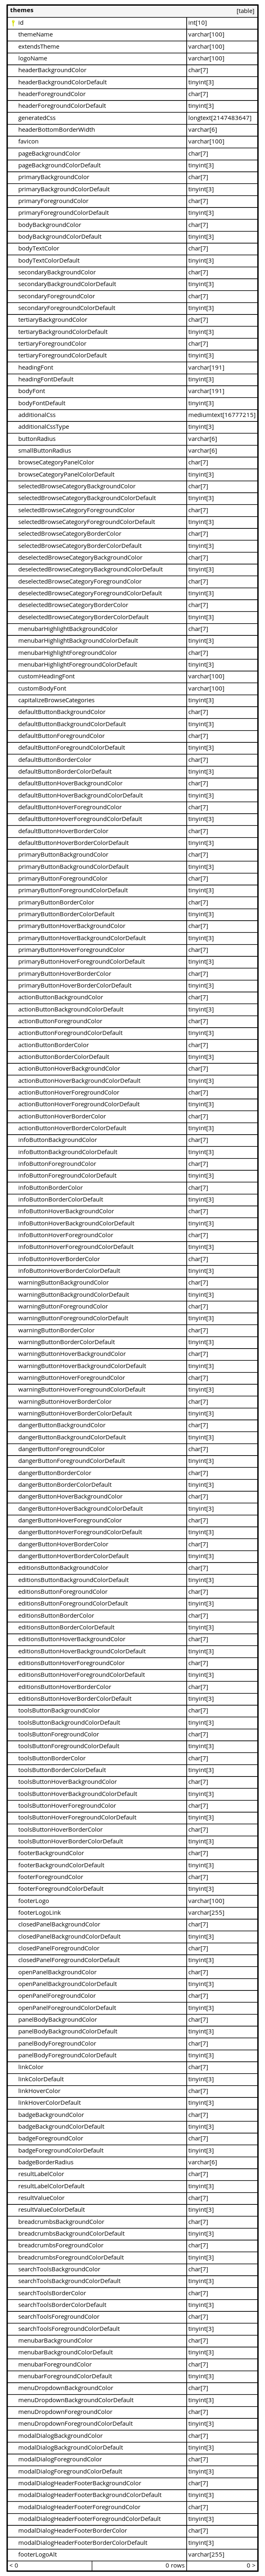 themes [table]
id int[10]
themeName varchar[100]
extendsTheme varchar[100]
logoName varchar[100]
headerBackgroundColor char[7]
headerBackgroundColorDefault tinyint[3]
headerForegroundColor char[7]
headerForegroundColorDefault tinyint[3]
generatedCss longtext[2147483647]
headerBottomBorderWidth varchar[6]
favicon varchar[100]
pageBackgroundColor char[7]
pageBackgroundColorDefault tinyint[3]
primaryBackgroundColor char[7]
primaryBackgroundColorDefault tinyint[3]
primaryForegroundColor char[7]
primaryForegroundColorDefault tinyint[3]
bodyBackgroundColor char[7]
bodyBackgroundColorDefault tinyint[3]
bodyTextColor char[7]
bodyTextColorDefault tinyint[3]
secondaryBackgroundColor char[7]
secondaryBackgroundColorDefault tinyint[3]
secondaryForegroundColor char[7]
secondaryForegroundColorDefault tinyint[3]
tertiaryBackgroundColor char[7]
tertiaryBackgroundColorDefault tinyint[3]
tertiaryForegroundColor char[7]
tertiaryForegroundColorDefault tinyint[3]
headingFont varchar[191]
headingFontDefault tinyint[3]
bodyFont varchar[191]
bodyFontDefault tinyint[3]
additionalCss mediumtext[16777215]
additionalCssType tinyint[3]
buttonRadius varchar[6]
smallButtonRadius varchar[6]
browseCategoryPanelColor char[7]
browseCategoryPanelColorDefault tinyint[3]
selectedBrowseCategoryBackgroundColor char[7]
selectedBrowseCategoryBackgroundColorDefault tinyint[3]
selectedBrowseCategoryForegroundColor char[7]
selectedBrowseCategoryForegroundColorDefault tinyint[3]
selectedBrowseCategoryBorderColor char[7]
selectedBrowseCategoryBorderColorDefault tinyint[3]
deselectedBrowseCategoryBackgroundColor char[7]
deselectedBrowseCategoryBackgroundColorDefault tinyint[3]
deselectedBrowseCategoryForegroundColor char[7]
deselectedBrowseCategoryForegroundColorDefault tinyint[3]
deselectedBrowseCategoryBorderColor char[7]
deselectedBrowseCategoryBorderColorDefault tinyint[3]
menubarHighlightBackgroundColor char[7]
menubarHighlightBackgroundColorDefault tinyint[3]
menubarHighlightForegroundColor char[7]
menubarHighlightForegroundColorDefault tinyint[3]
customHeadingFont varchar[100]
customBodyFont varchar[100]
capitalizeBrowseCategories tinyint[3]
defaultButtonBackgroundColor char[7]
defaultButtonBackgroundColorDefault tinyint[3]
defaultButtonForegroundColor char[7]
defaultButtonForegroundColorDefault tinyint[3]
defaultButtonBorderColor char[7]
defaultButtonBorderColorDefault tinyint[3]
defaultButtonHoverBackgroundColor char[7]
defaultButtonHoverBackgroundColorDefault tinyint[3]
defaultButtonHoverForegroundColor char[7]
defaultButtonHoverForegroundColorDefault tinyint[3]
defaultButtonHoverBorderColor char[7]
defaultButtonHoverBorderColorDefault tinyint[3]
primaryButtonBackgroundColor char[7]
primaryButtonBackgroundColorDefault tinyint[3]
primaryButtonForegroundColor char[7]
primaryButtonForegroundColorDefault tinyint[3]
primaryButtonBorderColor char[7]
primaryButtonBorderColorDefault tinyint[3]
primaryButtonHoverBackgroundColor char[7]
primaryButtonHoverBackgroundColorDefault tinyint[3]
primaryButtonHoverForegroundColor char[7]
primaryButtonHoverForegroundColorDefault tinyint[3]
primaryButtonHoverBorderColor char[7]
primaryButtonHoverBorderColorDefault tinyint[3]
actionButtonBackgroundColor char[7]
actionButtonBackgroundColorDefault tinyint[3]
actionButtonForegroundColor char[7]
actionButtonForegroundColorDefault tinyint[3]
actionButtonBorderColor char[7]
actionButtonBorderColorDefault tinyint[3]
actionButtonHoverBackgroundColor char[7]
actionButtonHoverBackgroundColorDefault tinyint[3]
actionButtonHoverForegroundColor char[7]
actionButtonHoverForegroundColorDefault tinyint[3]
actionButtonHoverBorderColor char[7]
actionButtonHoverBorderColorDefault tinyint[3]
infoButtonBackgroundColor char[7]
infoButtonBackgroundColorDefault tinyint[3]
infoButtonForegroundColor char[7]
infoButtonForegroundColorDefault tinyint[3]
infoButtonBorderColor char[7]
infoButtonBorderColorDefault tinyint[3]
infoButtonHoverBackgroundColor char[7]
infoButtonHoverBackgroundColorDefault tinyint[3]
infoButtonHoverForegroundColor char[7]
infoButtonHoverForegroundColorDefault tinyint[3]
infoButtonHoverBorderColor char[7]
infoButtonHoverBorderColorDefault tinyint[3]
warningButtonBackgroundColor char[7]
warningButtonBackgroundColorDefault tinyint[3]
warningButtonForegroundColor char[7]
warningButtonForegroundColorDefault tinyint[3]
warningButtonBorderColor char[7]
warningButtonBorderColorDefault tinyint[3]
warningButtonHoverBackgroundColor char[7]
warningButtonHoverBackgroundColorDefault tinyint[3]
warningButtonHoverForegroundColor char[7]
warningButtonHoverForegroundColorDefault tinyint[3]
warningButtonHoverBorderColor char[7]
warningButtonHoverBorderColorDefault tinyint[3]
dangerButtonBackgroundColor char[7]
dangerButtonBackgroundColorDefault tinyint[3]
dangerButtonForegroundColor char[7]
dangerButtonForegroundColorDefault tinyint[3]
dangerButtonBorderColor char[7]
dangerButtonBorderColorDefault tinyint[3]
dangerButtonHoverBackgroundColor char[7]
dangerButtonHoverBackgroundColorDefault tinyint[3]
dangerButtonHoverForegroundColor char[7]
dangerButtonHoverForegroundColorDefault tinyint[3]
dangerButtonHoverBorderColor char[7]
dangerButtonHoverBorderColorDefault tinyint[3]
editionsButtonBackgroundColor char[7]
editionsButtonBackgroundColorDefault tinyint[3]
editionsButtonForegroundColor char[7]
editionsButtonForegroundColorDefault tinyint[3]
editionsButtonBorderColor char[7]
editionsButtonBorderColorDefault tinyint[3]
editionsButtonHoverBackgroundColor char[7]
editionsButtonHoverBackgroundColorDefault tinyint[3]
editionsButtonHoverForegroundColor char[7]
editionsButtonHoverForegroundColorDefault tinyint[3]
editionsButtonHoverBorderColor char[7]
editionsButtonHoverBorderColorDefault tinyint[3]
toolsButtonBackgroundColor char[7]
toolsButtonBackgroundColorDefault tinyint[3]
toolsButtonForegroundColor char[7]
toolsButtonForegroundColorDefault tinyint[3]
toolsButtonBorderColor char[7]
toolsButtonBorderColorDefault tinyint[3]
toolsButtonHoverBackgroundColor char[7]
toolsButtonHoverBackgroundColorDefault tinyint[3]
toolsButtonHoverForegroundColor char[7]
toolsButtonHoverForegroundColorDefault tinyint[3]
toolsButtonHoverBorderColor char[7]
toolsButtonHoverBorderColorDefault tinyint[3]
footerBackgroundColor char[7]
footerBackgroundColorDefault tinyint[3]
footerForegroundColor char[7]
footerForegroundColorDefault tinyint[3]
footerLogo varchar[100]
footerLogoLink varchar[255]
closedPanelBackgroundColor char[7]
closedPanelBackgroundColorDefault tinyint[3]
closedPanelForegroundColor char[7]
closedPanelForegroundColorDefault tinyint[3]
openPanelBackgroundColor char[7]
openPanelBackgroundColorDefault tinyint[3]
openPanelForegroundColor char[7]
openPanelForegroundColorDefault tinyint[3]
panelBodyBackgroundColor char[7]
panelBodyBackgroundColorDefault tinyint[3]
panelBodyForegroundColor char[7]
panelBodyForegroundColorDefault tinyint[3]
linkColor char[7]
linkColorDefault tinyint[3]
linkHoverColor char[7]
linkHoverColorDefault tinyint[3]
badgeBackgroundColor char[7]
badgeBackgroundColorDefault tinyint[3]
badgeForegroundColor char[7]
badgeForegroundColorDefault tinyint[3]
badgeBorderRadius varchar[6]
resultLabelColor char[7]
resultLabelColorDefault tinyint[3]
resultValueColor char[7]
resultValueColorDefault tinyint[3]
breadcrumbsBackgroundColor char[7]
breadcrumbsBackgroundColorDefault tinyint[3]
breadcrumbsForegroundColor char[7]
breadcrumbsForegroundColorDefault tinyint[3]
searchToolsBackgroundColor char[7]
searchToolsBackgroundColorDefault tinyint[3]
searchToolsBorderColor char[7]
searchToolsBorderColorDefault tinyint[3]
searchToolsForegroundColor char[7]
searchToolsForegroundColorDefault tinyint[3]
menubarBackgroundColor char[7]
menubarBackgroundColorDefault tinyint[3]
menubarForegroundColor char[7]
menubarForegroundColorDefault tinyint[3]
menuDropdownBackgroundColor char[7]
menuDropdownBackgroundColorDefault tinyint[3]
menuDropdownForegroundColor char[7]
menuDropdownForegroundColorDefault tinyint[3]
modalDialogBackgroundColor char[7]
modalDialogBackgroundColorDefault tinyint[3]
modalDialogForegroundColor char[7]
modalDialogForegroundColorDefault tinyint[3]
modalDialogHeaderFooterBackgroundColor char[7]
modalDialogHeaderFooterBackgroundColorDefault tinyint[3]
modalDialogHeaderFooterForegroundColor char[7]
modalDialogHeaderFooterForegroundColorDefault tinyint[3]
modalDialogHeaderFooterBorderColor char[7]
modalDialogHeaderFooterBorderColorDefault tinyint[3]
footerLogoAlt varchar[255]
< 0 0 rows 0 >